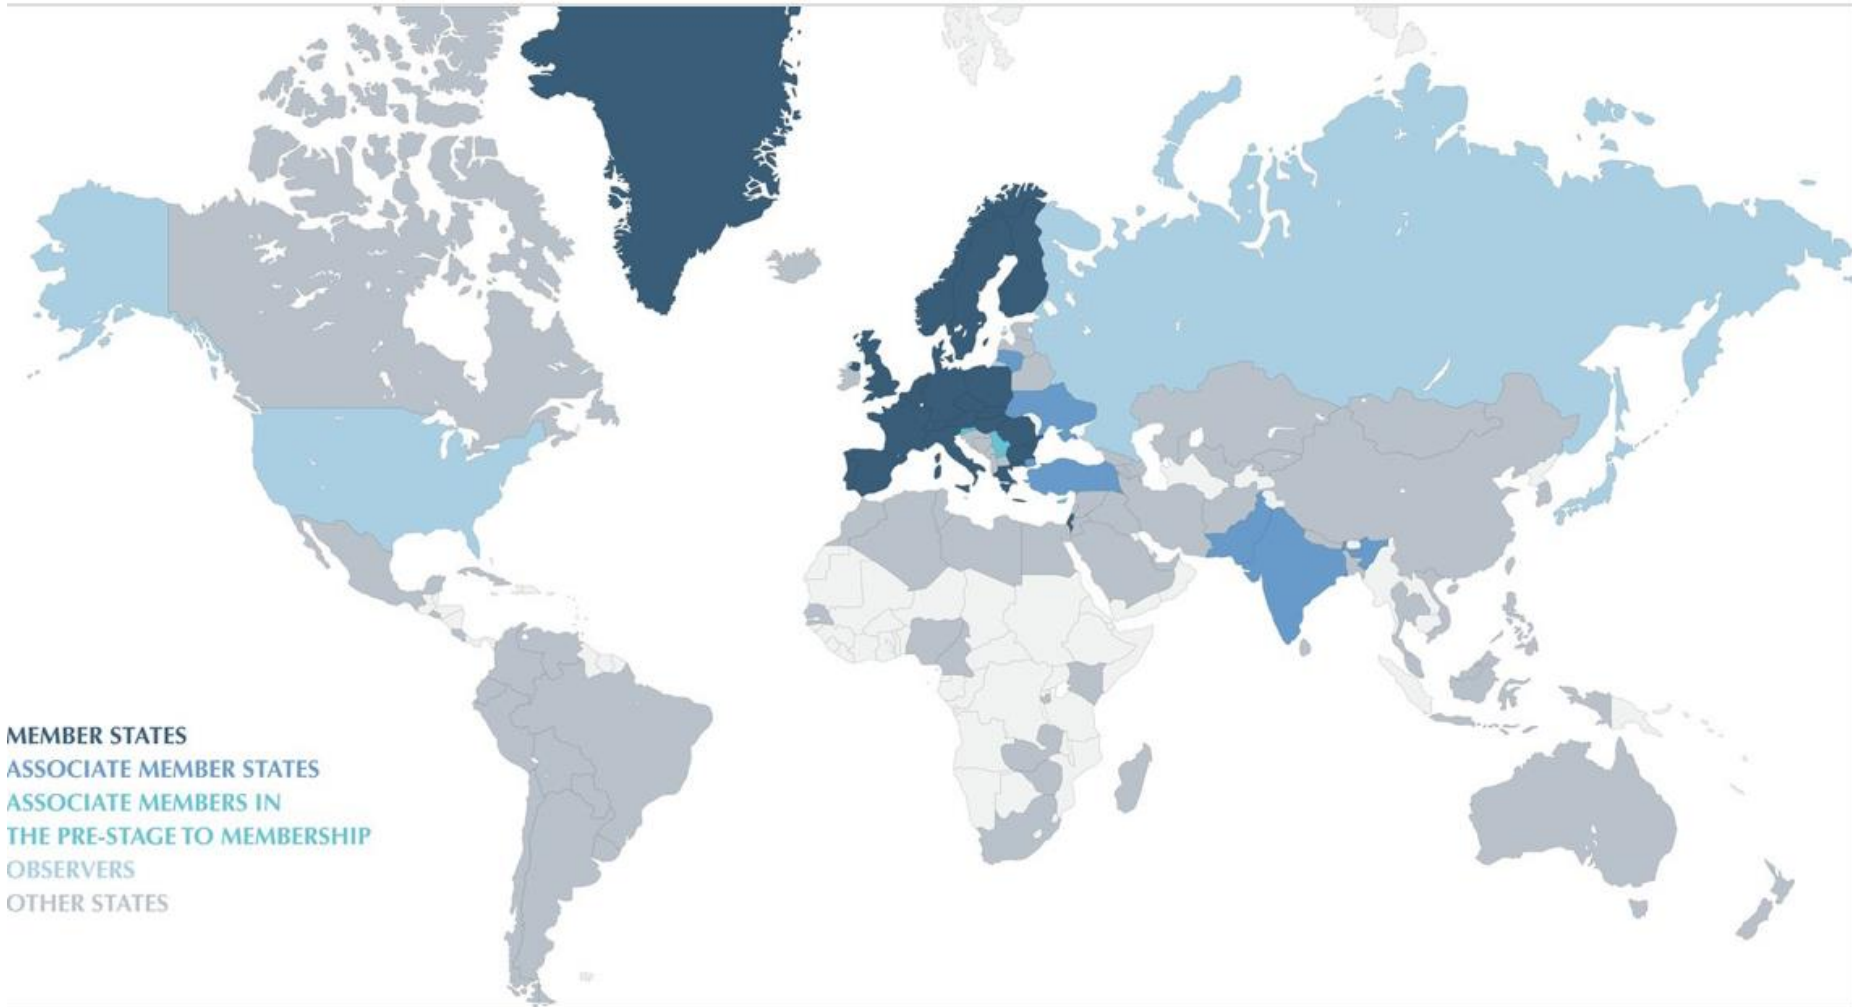 MEMBER STATES
ASSOCIATE MEMBER STATES
ASSOCIATE MEMBERS IN
THE PRE-STAGE TO MEMBERSHIP
OBSERVERS
OTHER STATES